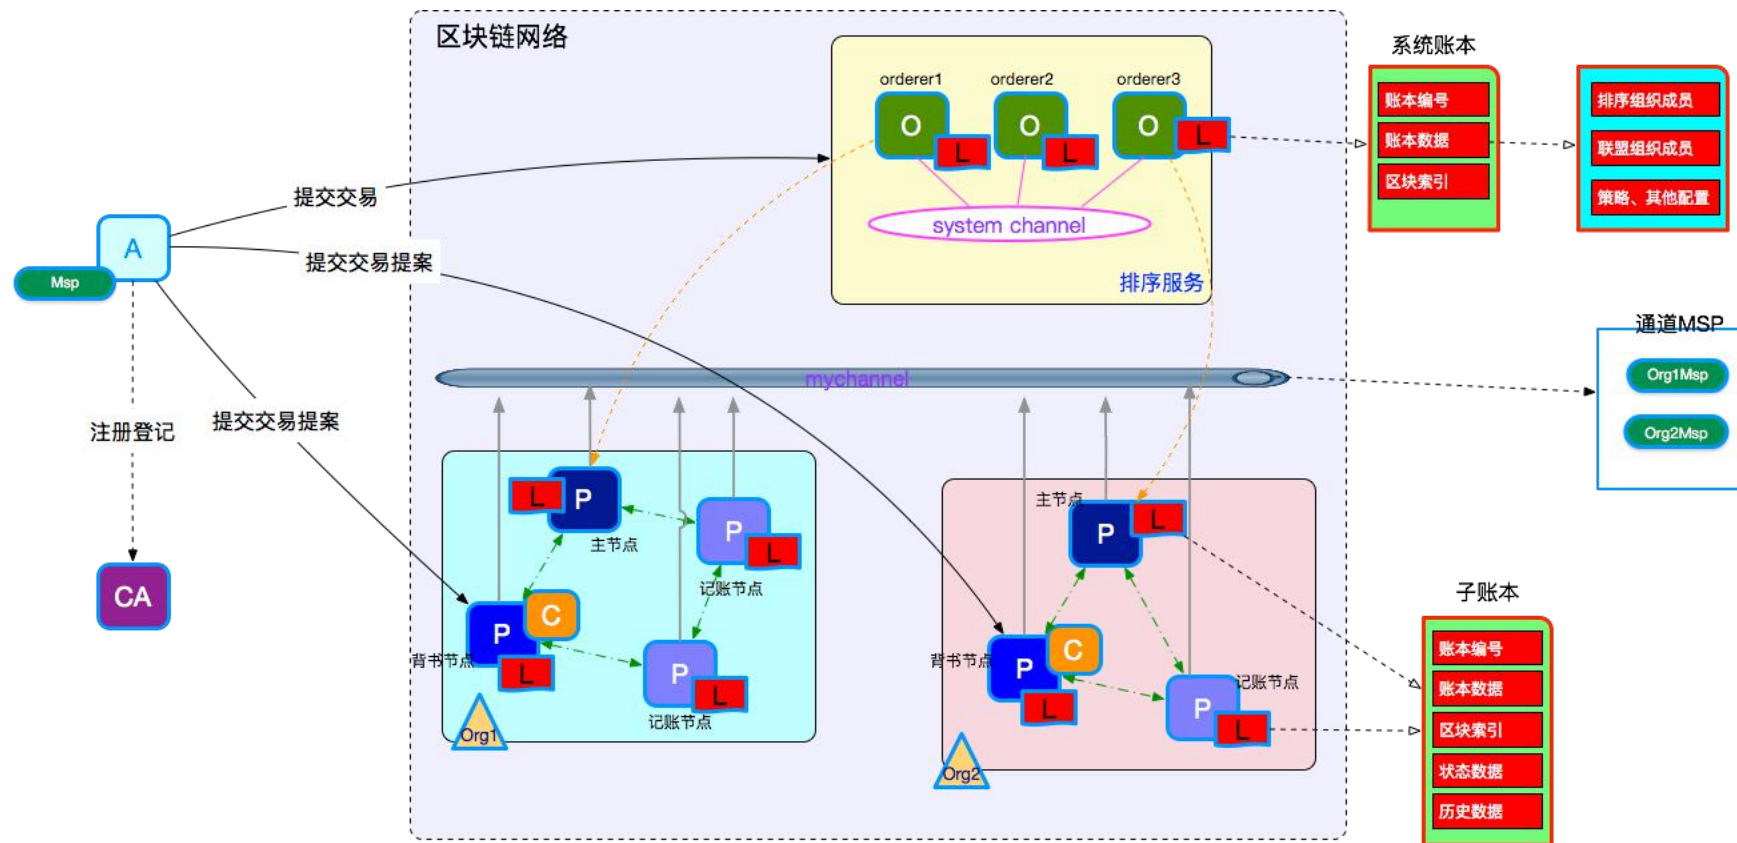 区块链网络
系统账本
orderer1
orderer2
orderer3
O
L
O
L
O
L
账本编号
账本数据
区块索引
排序组织成员
联盟组织成员
策略、其他配置
提交交易
system channel
A
Msp
提交交易提案
排序服务
通道MSP
mychannel
Org1Msp
Org2Msp
注册登记
提交交易提案
L
P
主节点
P
L
记账节点
主节点
P
L
CA
P
C
背书节点
L
P
L
记账节点
Org1
背书节点
P
C
L
记账节点
P
L
Org2
子账本
账本编号
账本数据
区块索引
状态数据
历史数据